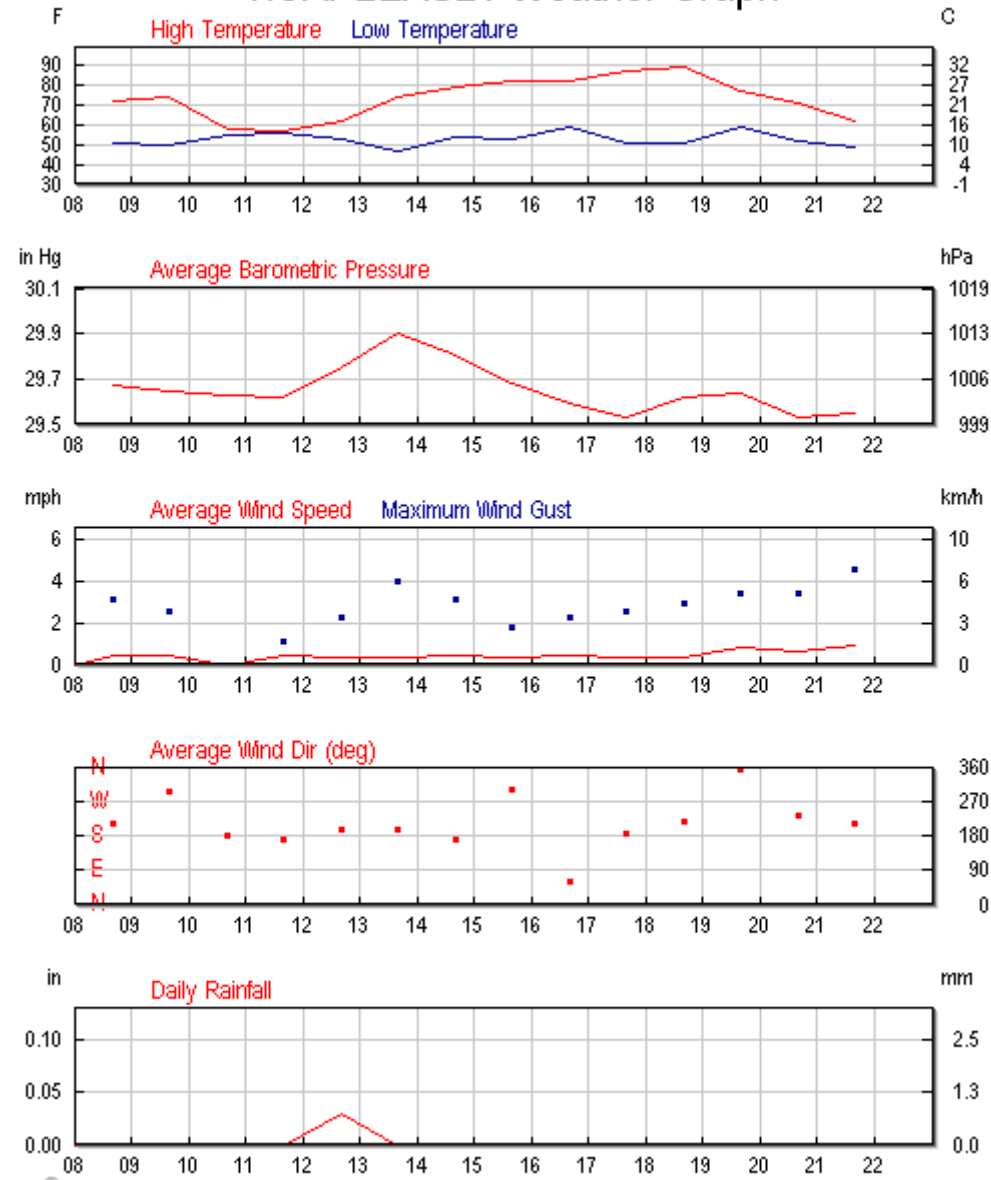 Weather Graph
F C
High Temperature Low Temperature
90 32
80 27
70 21
60 16
50 10
40 4
30 -1
08 09 10 11 12 13 14 15 16 17 18 19 20 21 22
in Hg hPa
Average Barometric Pressure
30.1 1019
29.9 1013
29.7 1006
29.5 999
08 09 10 11 12 13 14 15 16 17 18 19 20 21 22
mph km/h
Average Wind Speed Maximum Wind Gust
6 10
4 6
2 3
0 0
08 09 10 11 12 13 14 15 16 17 18 19 20 21 22
Average Wind Dir (deg)
N 360
W 270
S 180
E 90
N 0
08 09 10 11 12 13 14 15 16 17 18 19 20 21 22
in mm
Daily Rainfall
0.10 2.5
0.05 1.3
0.00 0.0
08 09 10 11 12 13 14 15 16 17 18 19 20 21 22